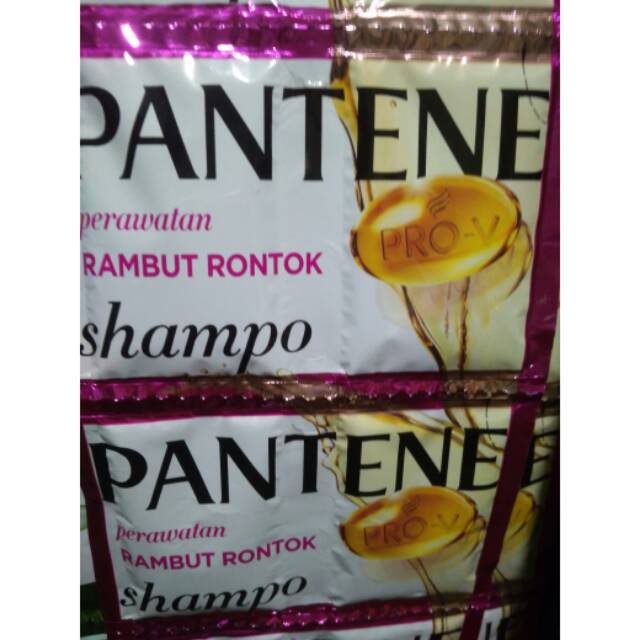 PANTENE
perawatan
RAMBUT RONTOK
shampo
PRO-V
PANTENE
perawatan
RAMBUT RONTOK
shampo
PRO-V